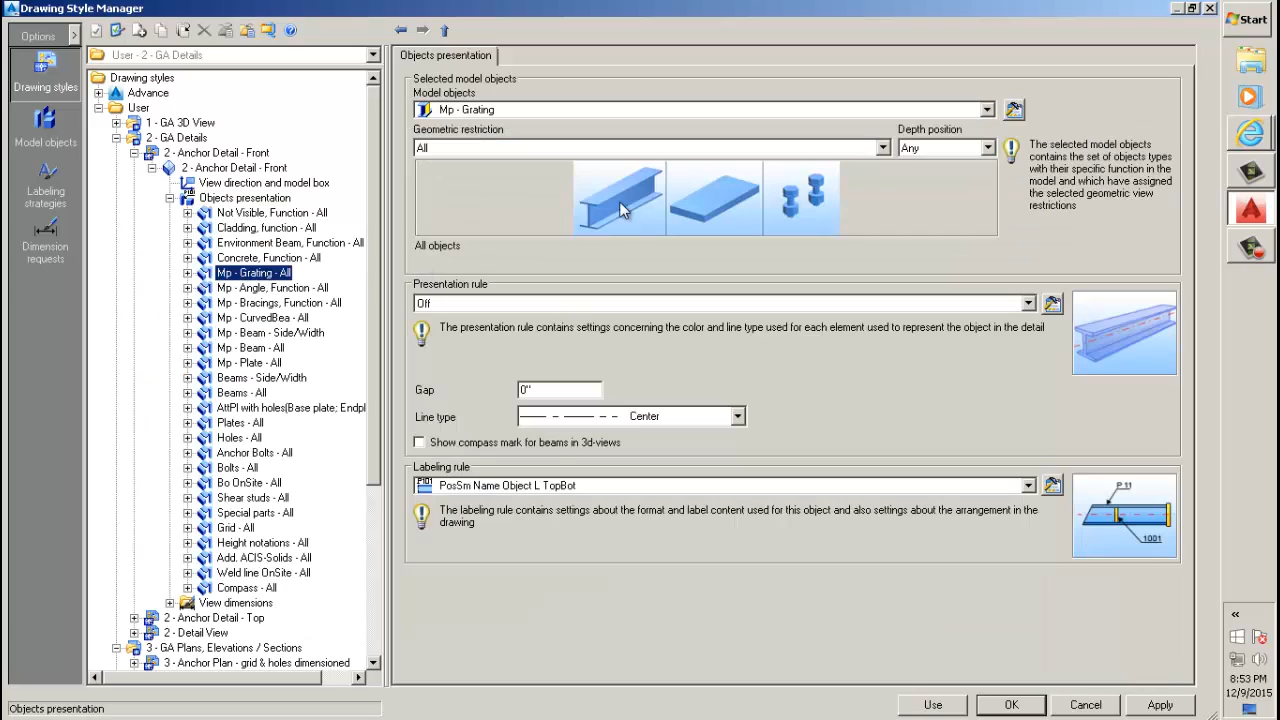 Drawing Style Manager
Options
Drawing styles
Model objects
Labeling
strategies
Dimension
requests
User - 2 - GA Details
Drawing styles
Advance
User
1 - GA 3D View
2 - GA Details
2 - Anchor Detail - Front
2 - Anchor Detail - Front
View direction and model box
Objects presentation
Not Visible, Function - All
Cladding, function - All
Environment Beam, Function - All
Concrete, Function - All
Mp - Grating - All
Mp - Angle, Function - All
Mp - Bracings, Function - All
Mp - CurvedBea - All
Mp - Beam - Side/Width
Mp - Beam - All
Mp - Plate - All
Beams - Side/Width
Beams - All
AttPl with holes(Base plate; Endpl
Plates - All
Holes - All
Anchor Bolts - All
Bolts - All
Bo OnSite - All
Shear studs - All
Special parts - All
Grid - All
Height notations - All
Add. ACIS-Solids - All
Weld line OnSite - All
Compass - All
View dimensions
2 - Anchor Detail - Top
2 - Detail View
3 - GA Plans, Elevations / Sections
3 - Anchor Plan - grid & holes dimensioned
Objects presentation
Objects presentation
Selected model objects
Model objects
Mp - Grating
Geometric restriction
Depth position
All
Any
The selected model objects
contains the set of objects types
with their specific function in the
model and which have assigned
the selected geometric view
restrictions
All objects
Presentation rule
Off
The presentation rule contains settings concerning the color and line type used for each element used to represent the object in the detail
Gap
0"
Line type
Center
Show compass mark for beams in 3d-views
Labeling rule
PosSm Name Object L TopBot
The labeling rule contains settings about the format and label content used for this object and also settings about the arrangement in the
drawing
P 11
1001
Use
OK
Cancel
Apply
Start
8:53 PM
12/9/2015